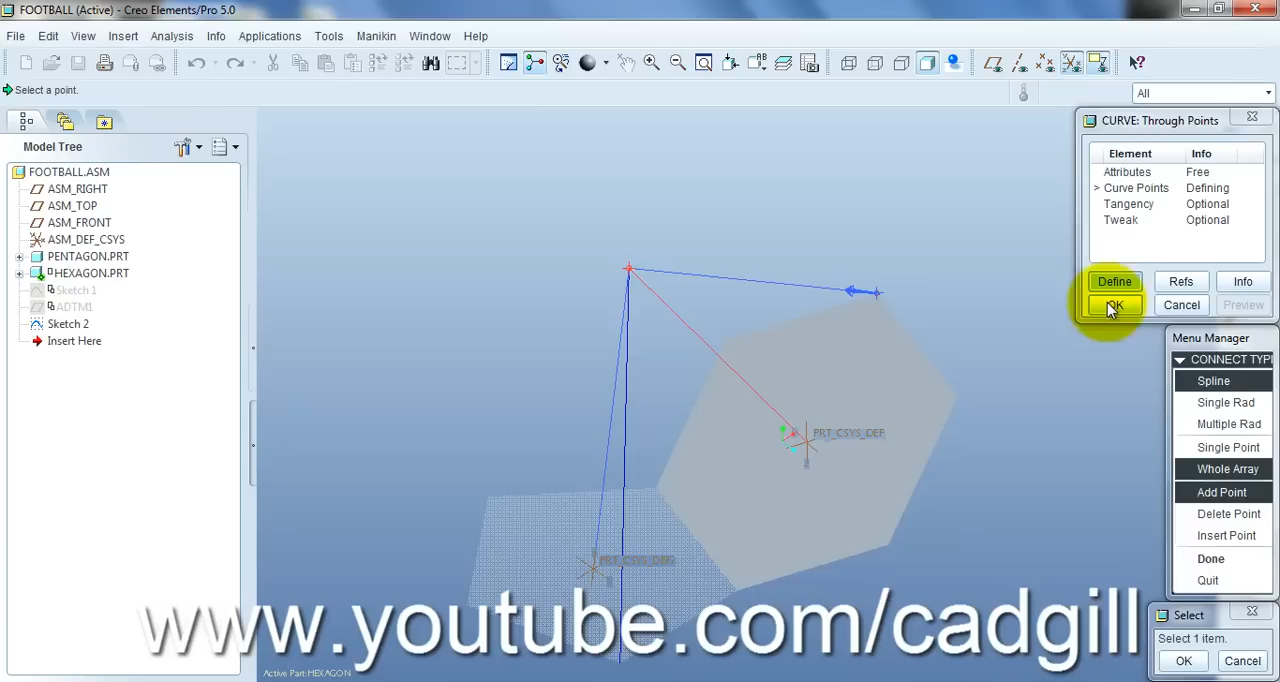 FOOTBALL (Active) - Creo Elements/Pro 5.0
File Edit View Insert Analysis Info Applications Tools Manikin Window Help
Select a point.
All
Model Tree
FOOTBALL.ASM
ASM_RIGHT
ASM_TOP
ASM_FRONT
ASM_DEF_CSYS
PENTAGON.PRT
HEXAGON.PRT
Sketch 1
ADTM1
Sketch 2
Insert Here
CURVE: Through Points
Element Info
Attributes Free
> Curve Points Defining
Tangency Optional
Tweak Optional
Define Refs Info
OK Cancel Preview
Menu Manager
CONNECT TYP
Spline
Single Rad
Multiple Rad
Single Point
Whole Array
Add Point
Delete Point
Insert Point
Done
Quit
Select
Select 1 item.
OK Cancel
PRT_CSYS_DEF
PRT_CSYS_DEF
www.youtube.com/cadgill
Active Part:HEXAGON